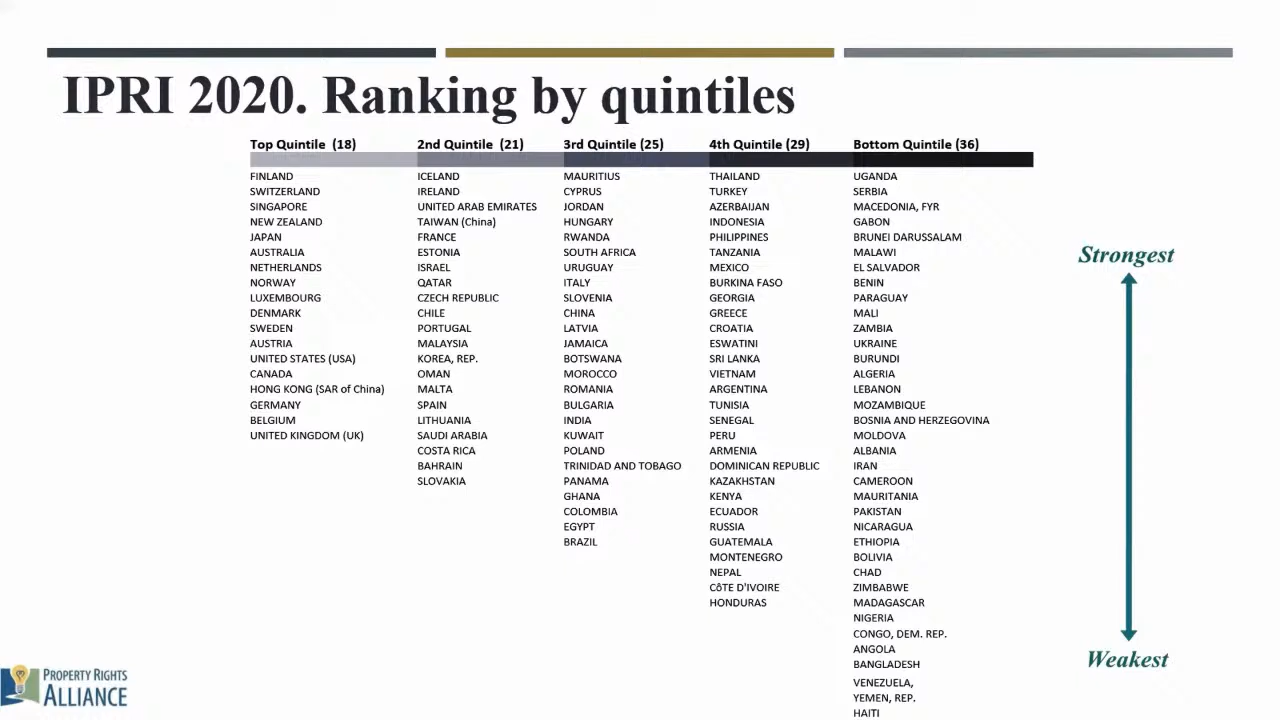 IPRI 2020. Ranking by quintiles
Top Quintile (18)
FINLAND
SWITZERLAND
SINGAPORE
NEW ZEALAND
JAPAN
AUSTRALIA
NETHERLANDS
NORWAY
LUXEMBOURG
DENMARK
SWEDEN
AUSTRIA
UNITED STATES (USA)
CANADA
HONG KONG (SAR of China)
GERMANY
BELGIUM
UNITED KINGDOM (UK)
2nd Quintile (21)
ICELAND
IRELAND
UNITED ARAB EMIRATES
TAIWAN (China)
FRANCE
ESTONIA
ISRAEL
QATAR
CZECH REPUBLIC
CHILE
PORTUGAL
MALAYSIA
KOREA, REP.
OMAN
MALTA
SPAIN
LITHUANIA
SAUDI ARABIA
COSTA RICA
BAHRAIN
SLOVAKIA
3rd Quintile (25)
MAURITIUS
CYPRUS
JORDAN
HUNGARY
RWANDA
SOUTH AFRICA
URUGUAY
ITALY
SLOVENIA
CHINA
LATVIA
JAMAICA
BOTSWANA
MOROCCO
ROMANIA
BULGARIA
INDIA
KUWAIT
POLAND
TRINIDAD AND TOBAGO
PANAMA
GHANA
COLOMBIA
EGYPT
BRAZIL
4th Quintile (29)
THAILAND
TURKEY
AZERBAIJAN
INDONESIA
PHILIPPINES
TANZANIA
MEXICO
BURKINA FASO
GEORGIA
GREECE
CROATIA
ESWATINI
SRI LANKA
VIETNAM
ARGENTINA
TUNISIA
SENEGAL
PERU
ARMENIA
DOMINICAN REPUBLIC
KAZAKHSTAN
KENYA
ECUADOR
RUSSIA
GUATEMALA
MONTENEGRO
NEPAL
CôTE D'IVOIRE
HONDURAS
Bottom Quintile (36)
UGANDA
SERBIA
MACEDONIA, FYR
GABON
BRUNEI DARUSSALAM
MALAWI
EL SALVADOR
BENIN
PARAGUAY
MALI
ZAMBIA
UKRAINE
BURUNDI
ALGERIA
LEBANON
MOZAMBIQUE
BOSNIA AND HERZEGOVINA
MOLDOVA
ALBANIA
IRAN
CAMEROON
MAURITANIA
PAKISTAN
NICARAGUA
ETHIOPIA
BOLIVIA
CHAD
ZIMBABWE
MADAGASCAR
NIGERIA
CONGO, DEM. REP.
ANGOLA
BANGLADESH
VENEZUELA,
YEMEN, REP.
HAITI
Strongest
Weakest
PROPERTY RIGHTS
ALLIANCE